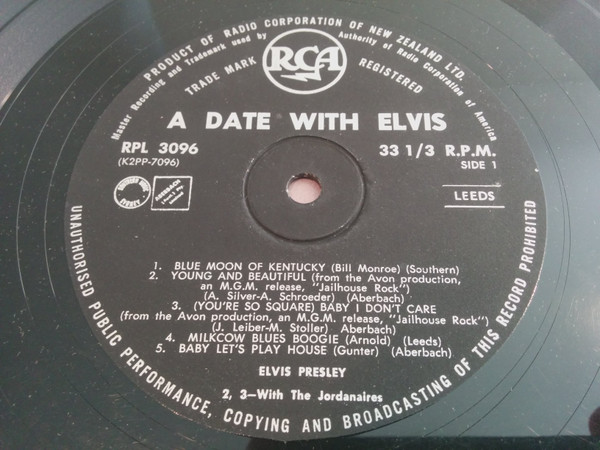 PRODUCT OF RADIO CORPORATION OF NEW ZEALAND LTD.
Master Recording and Trademark used by Authority of Radio Corporation of America
TRADE MARK RCA REGISTERED
A DATE WITH ELVIS
RPL 3096
(K2PP-7096)
33 1/3 R.P.M.
SIDE 1
SYDNEY
ABERBACH
LEEDS
1. BLUE MOON OF KENTUCKY (Bill Monroe) (Southern)
2. YOUNG AND BEAUTIFUL (from the Avon production,
an M.G.M. release, "Jailhouse Rock")
(A. Silver-A. Schroeder) (Aberbach)
3. (YOU'RE SO SQUARE) BABY I DON'T CARE
(from the Avon production, an M.G.M. release, "Jailhouse Rock")
(J. Leiber-M. Stoller) Aberbach)
4. MILKCOW BLUES BOOGIE (Arnold) (Leeds)
5. BABY LET'S PLAY HOUSE (Gunter) (Aberbach)
ELVIS PRESLEY
2, 3—With The Jordanaires
UNAUTHORISED PUBLIC PERFORMANCE, COPYING AND BROADCASTING OF THIS RECORD PROHIBITED